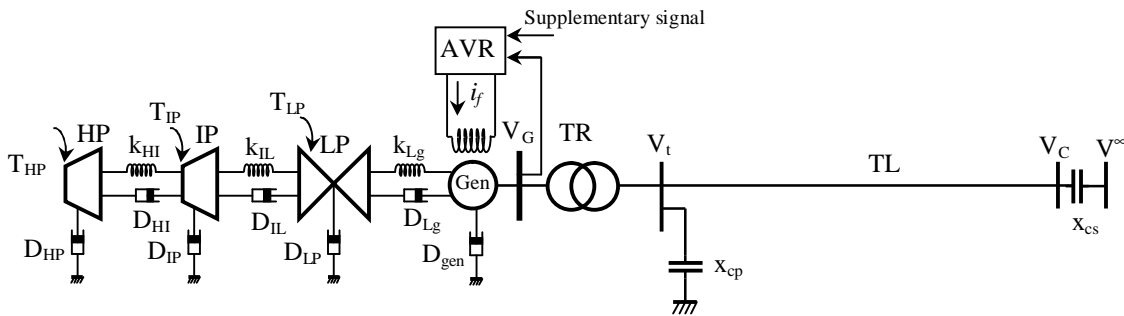 Supplementary signal
AVR
i_f
T_LP
T_IP
HP
IP
LP
k_HI
k_IL
k_Lg
V_G
TR
V_t
V_C
V^∞
T_HP
Gen
TL
D_HI
D_IL
D_Lg
x_cs
D_HP
D_IP
D_LP
D_gen
x_cp